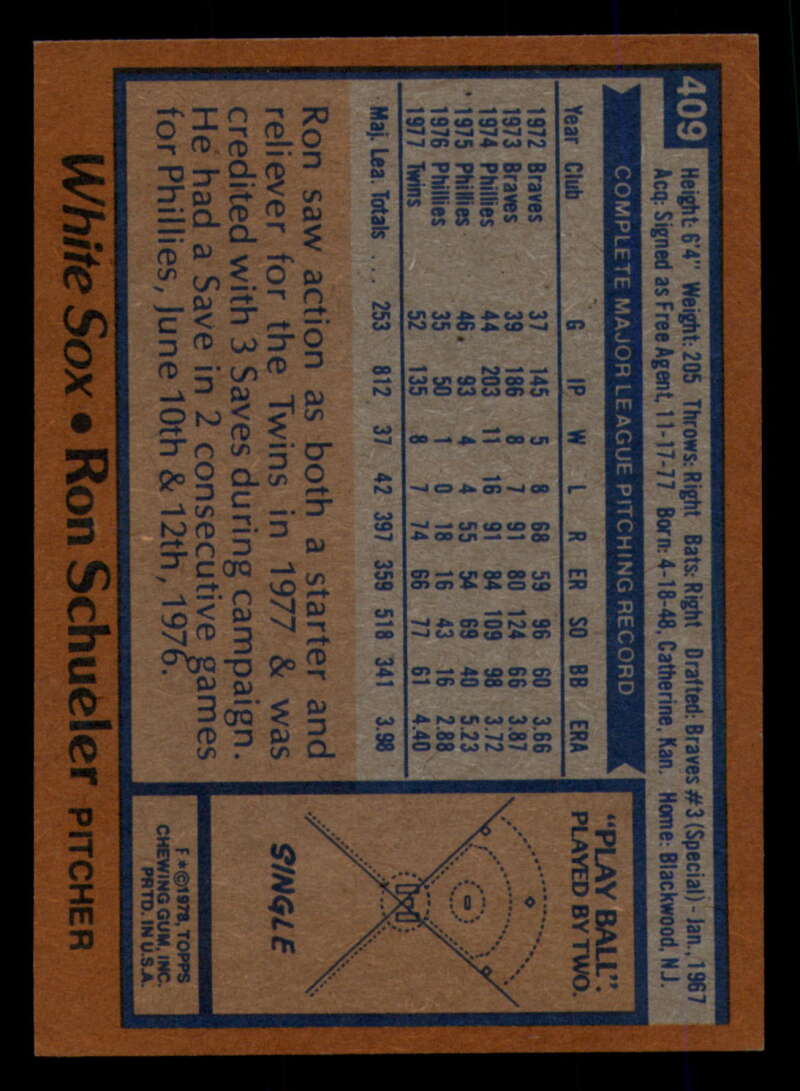 409
Height: 6'4" Weight: 205 Throws: Right Bats: Right Drafted: Braves #3 (Special) - Jan., 1967
Acq: Signed as Free Agent, 11-17-77 Born: 4-18-48, Catherine, Kan. Home: Blackwood, N.J.
COMPLETE MAJOR LEAGUE PITCHING RECORD
Year Club G IP W L R ER SO BB ERA
1972 Braves 37 145 5 8 68 59 96 60 3.66
1973 Braves 39 186 8 7 91 80 124 66 3.87
1974 Phillies 44 203 11 16 91 84 109 98 3.72
1975 Phillies 46 93 4 4 55 54 69 40 5.23
1976 Phillies 35 50 1 0 18 16 43 16 2.88
1977 Twins 52 135 8 7 74 66 77 61 4.40
Maj. Lea. Totals ... 253 812 37 42 397 359 518 341 3.98
Ron saw action as both a starter and
reliever for the Twins in 1977 & was
credited with 3 Saves during campaign.
He had a Save in 2 consecutive games
for Phillies, June 10th & 12th, 1976.
"PLAY BALL":
PLAYED BY TWO.
SINGLE
F*©1978, TOPPS
CHEWING GUM, INC.
PRTD. IN U.S.A.
White Sox • Ron Schueler PITCHER